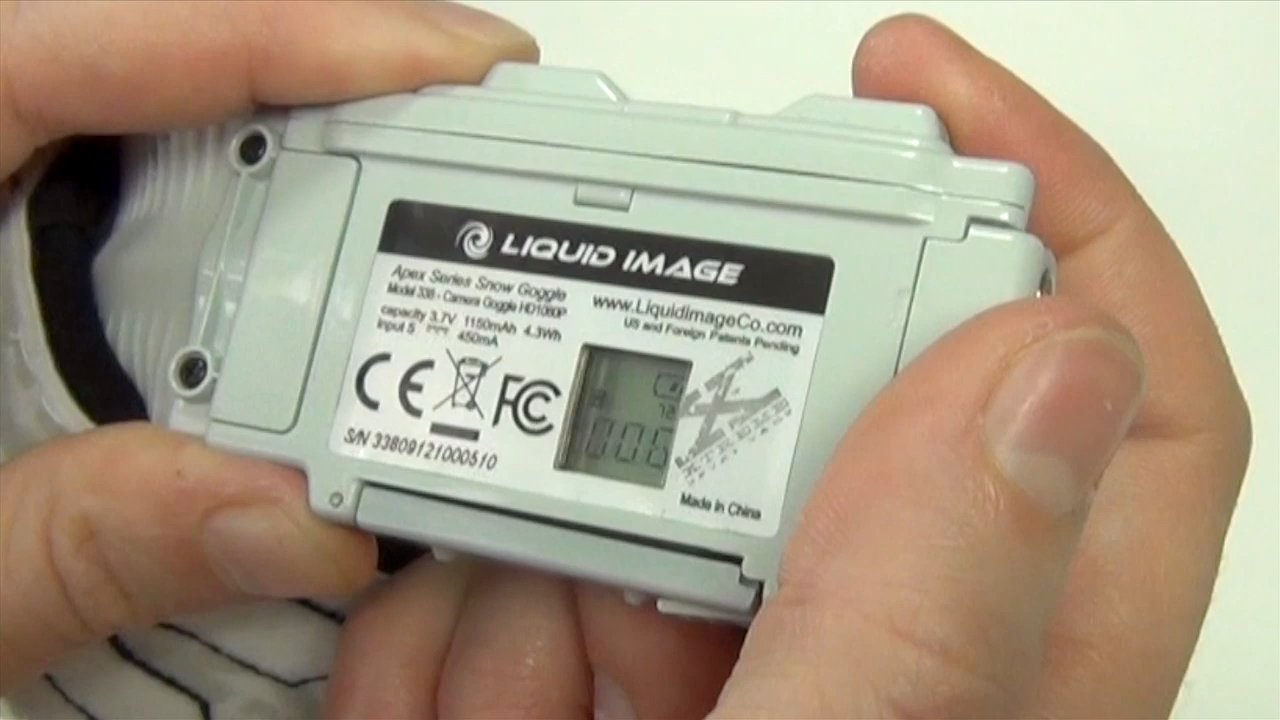 LIQUID IMAGE
Apex Series Snow Goggle
Model 338 - Camera Goggle HD1080P
capacity 3.7V 1150mAh 4.3Wh
Input 5 450mA
www.LiquidImageCo.com
US and Foreign Patents Pending
CE FC
S/N 33809121000510
000
Made in China